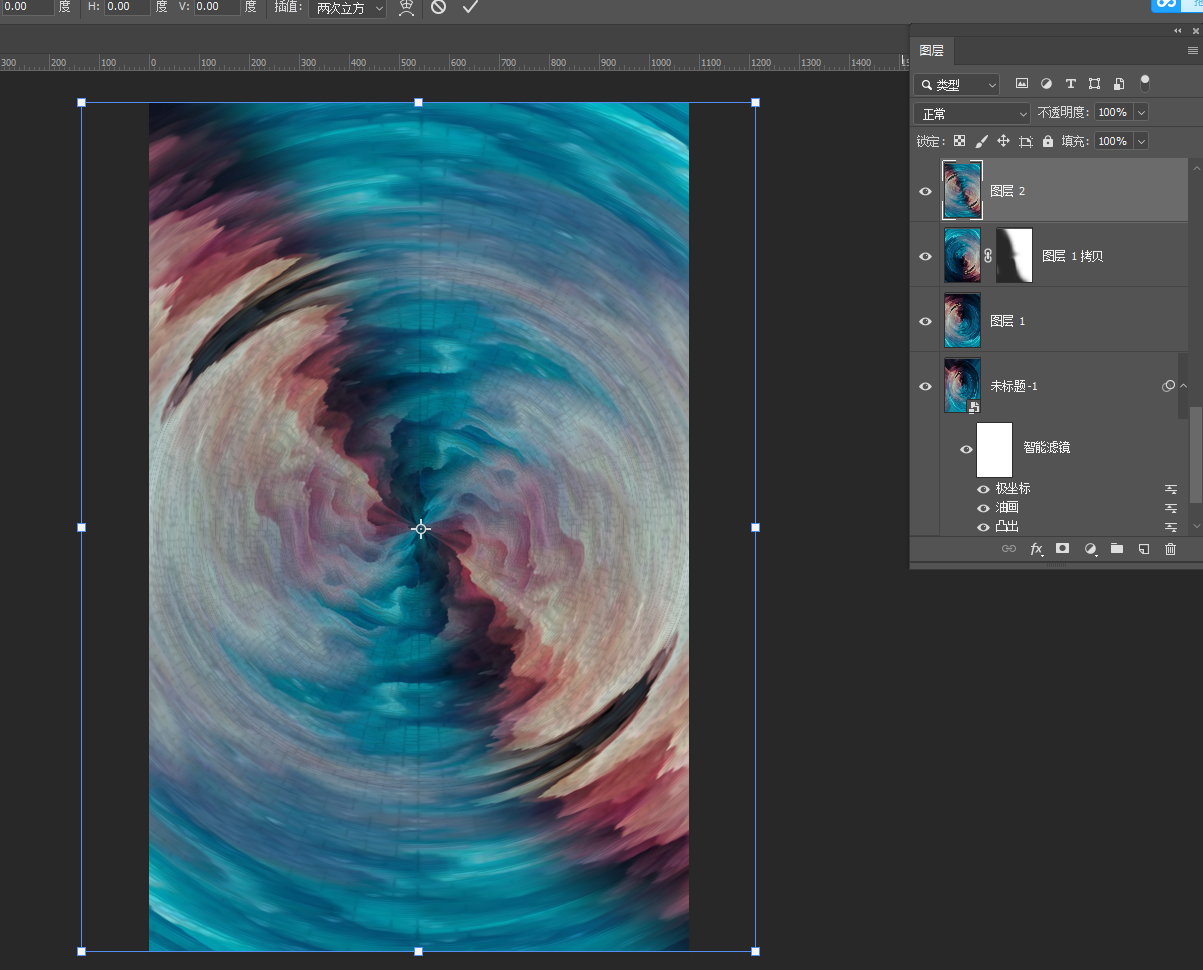 0.00 度 H: 0.00 度 V: 0.00 度 插值: 两次立方
300 200 100 0 100 200 300 400 500 600 700 800 900 1000 1100 1200 1300 1400
图层
类型 T
正常 不透明度: 100%
锁定: 填充: 100%
图层 2
图层 1 拷贝
图层 1
未标题-1
智能滤镜
极坐标
油画
凸出
fx